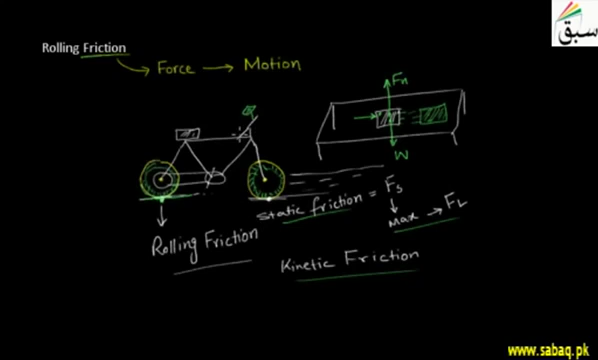 سبق
Rolling Friction
Force → Motion
Fn
W
Static friction = Fs
Max → FL
Rolling Friction
Kinetic Friction
www.sabaq.pk